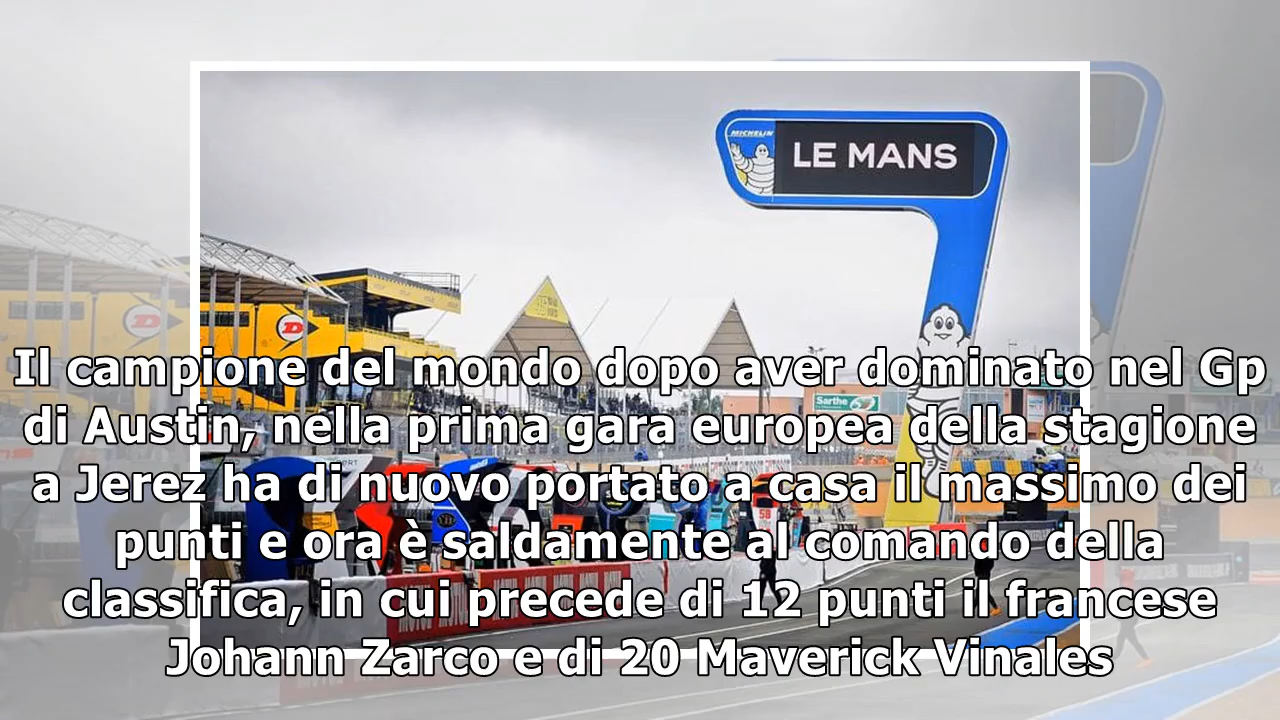 MICHELIN
LE MANS
D
Sarthe
Il campione del mondo dopo aver dominato nel Gp
di Austin, nella prima gara europea della stagione
a Jerez ha di nuovo portato a casa il massimo dei
punti e ora è saldamente al comando della
classifica, in cui precede di 12 punti il francese
Johann Zarco e di 20 Maverick Vinales